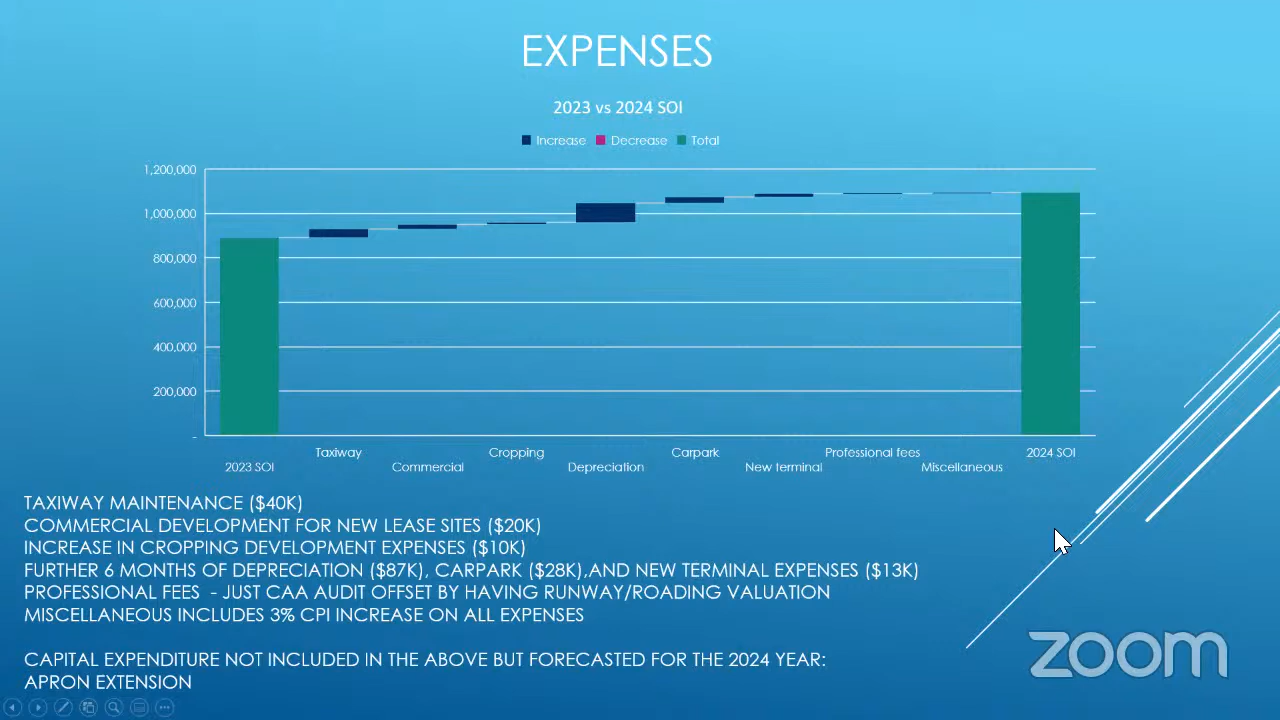 EXPENSES
2023 vs 2024 SOI
Increase Decrease Total
1,200,000
1,000,000
800,000
600,000
400,000
200,000
-
2023 SOI Taxiway Commercial Cropping Depreciation Carpark New terminal Professional fees Miscellaneous 2024 SOI
TAXIWAY MAINTENANCE ($40K)
COMMERCIAL DEVELOPMENT FOR NEW LEASE SITES ($20K)
INCREASE IN CROPPING DEVELOPMENT EXPENSES ($10K)
FURTHER 6 MONTHS OF DEPRECIATION ($87K), CARPARK ($28K),AND NEW TERMINAL EXPENSES ($13K)
PROFESSIONAL FEES - JUST CAA AUDIT OFFSET BY HAVING RUNWAY/ROADING VALUATION
MISCELLANEOUS INCLUDES 3% CPI INCREASE ON ALL EXPENSES
CAPITAL EXPENDITURE NOT INCLUDED IN THE ABOVE BUT FORECASTED FOR THE 2024 YEAR:
APRON EXTENSION
zoom